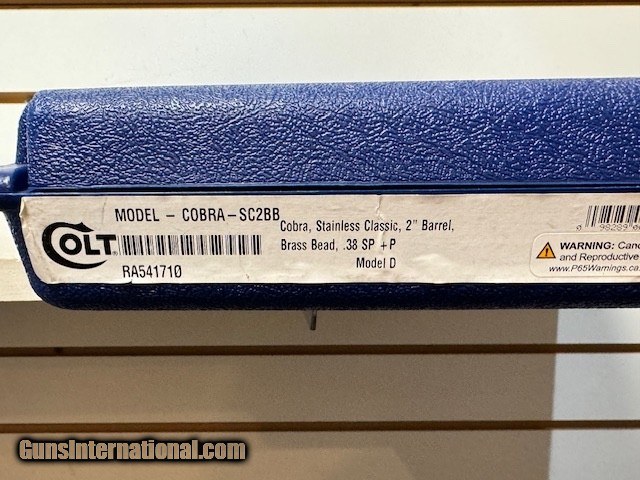 MODEL - COBRA-SC2BB
COLT
RA541710
Cobra, Stainless Classic, 2" Barrel,
Brass Bead, .38 SP +P
Model D
WARNING: Canc
and Reproductive
www.P65Warnings.ca.
GunsInternational.com